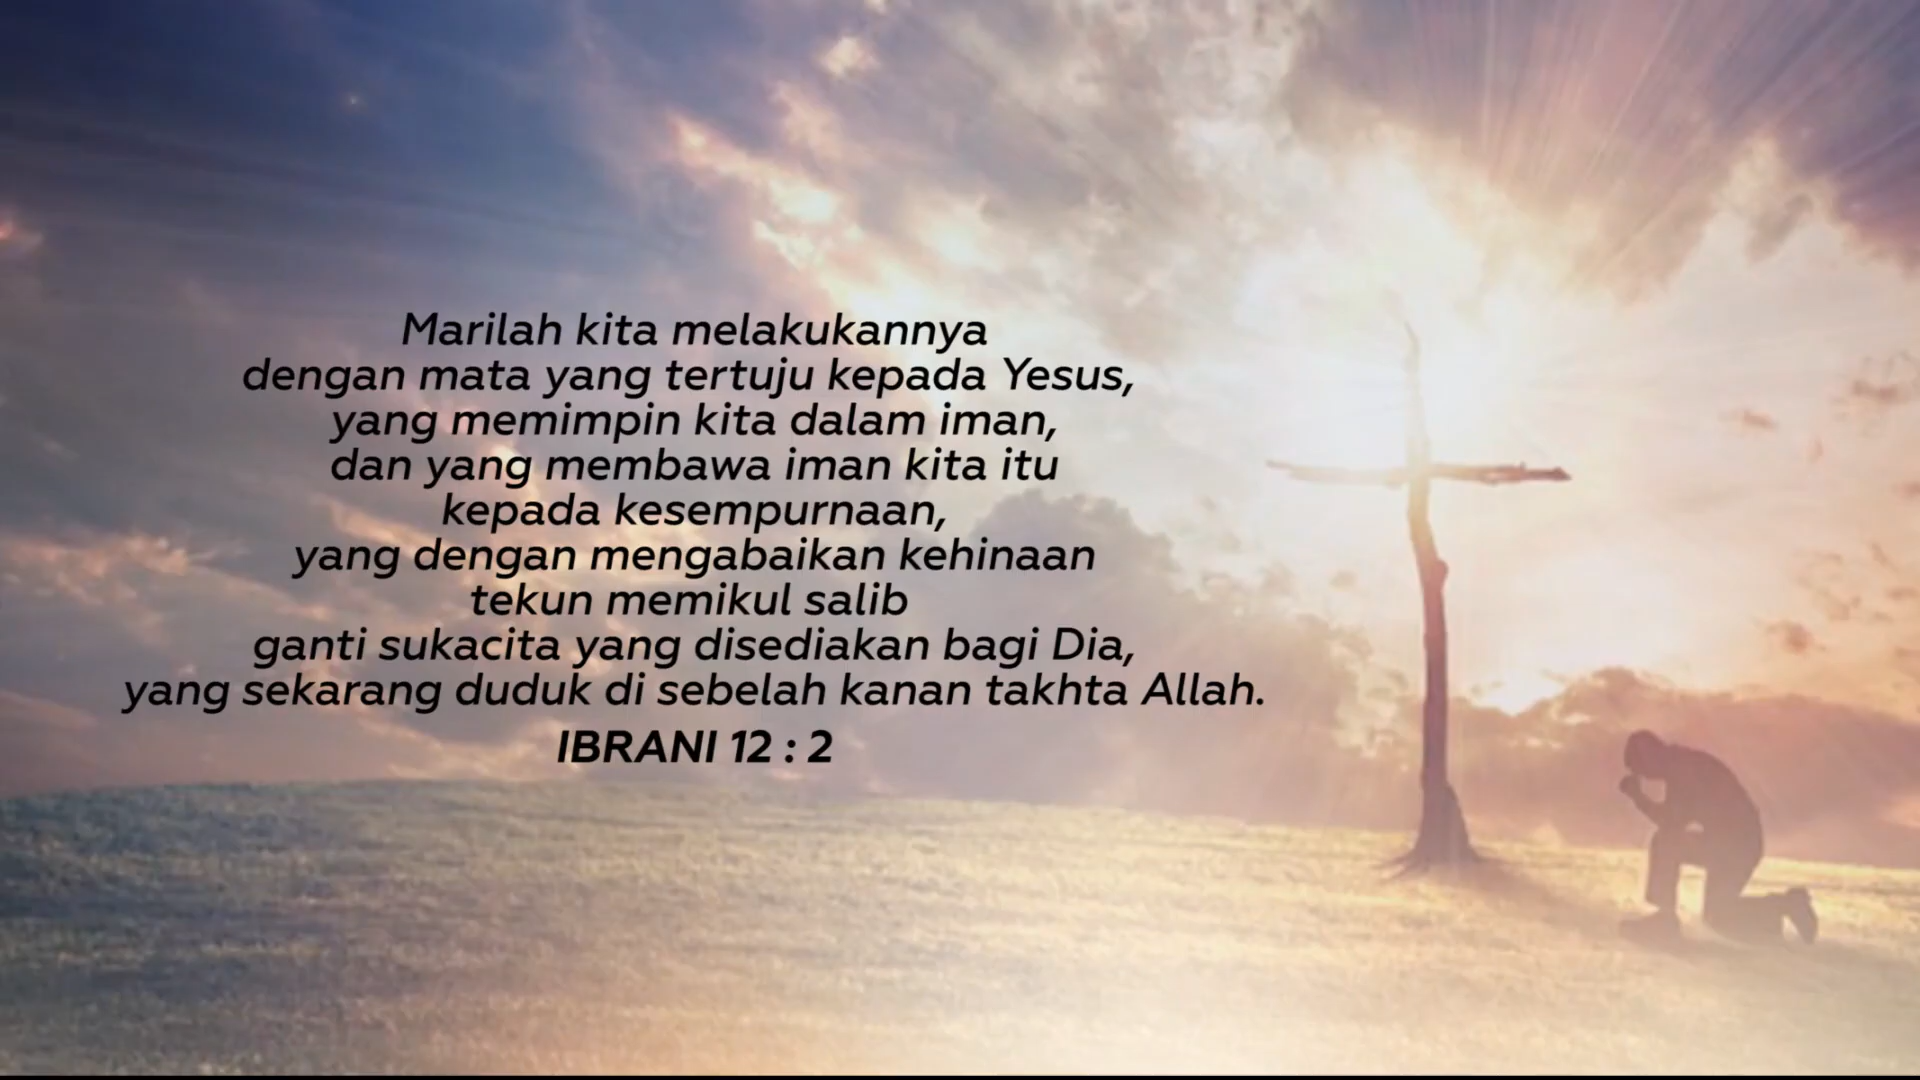 Marilah kita melakukannya
dengan mata yang tertuju kepada Yesus,
yang memimpin kita dalam iman,
dan yang membawa iman kita itu
kepada kesempurnaan,
yang dengan mengabaikan kehinaan
tekun memikul salib
ganti sukacita yang disediakan bagi Dia,
yang sekarang duduk di sebelah kanan takhta Allah.
IBRANI 12 : 2